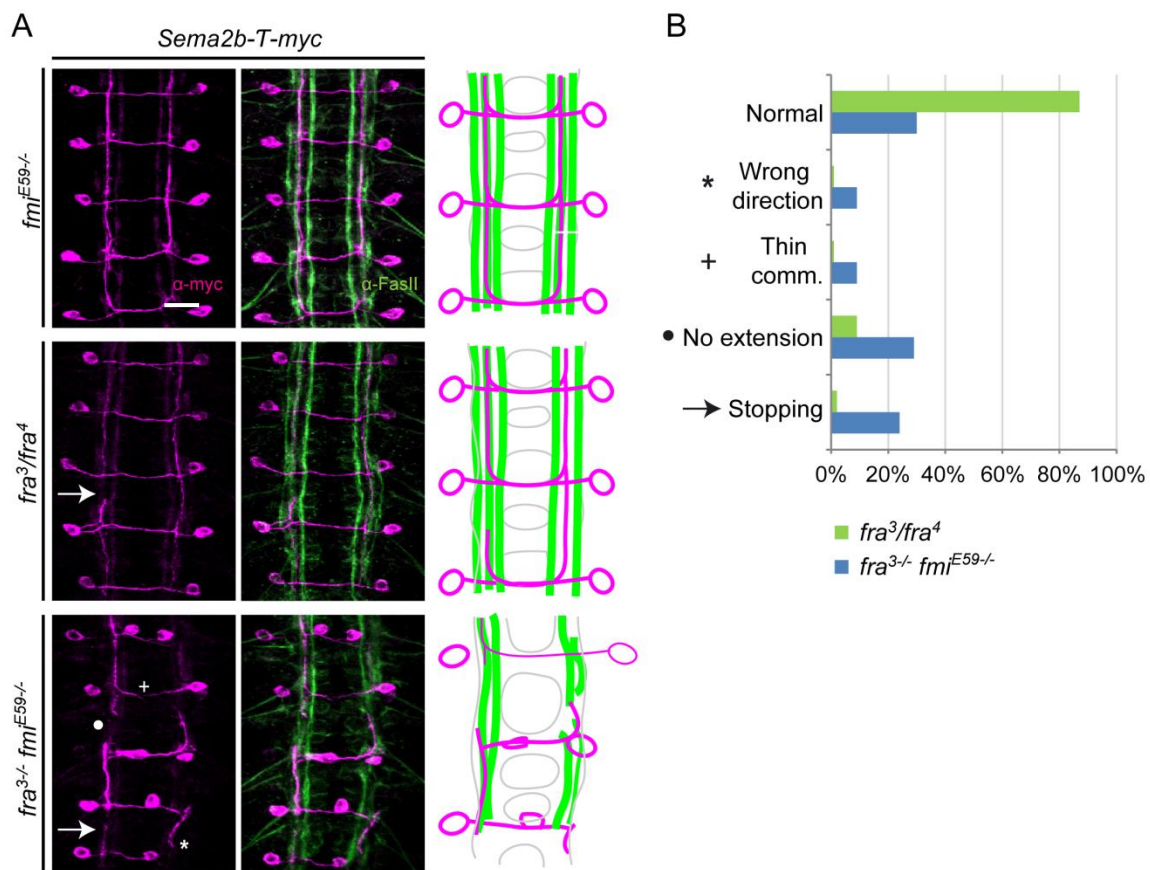 A
Sema2b-T-myc
fmiE59-/-
α-myc
α-FasII
fra3/fra4
fra3-/- fmiE59-/-
+
*
B
Normal
* Wrong
direction
+ Thin
comm.
● No extension
→ Stopping
0% 20% 40% 60% 80% 100%
fra3/fra4
fra3-/- fmiE59-/-